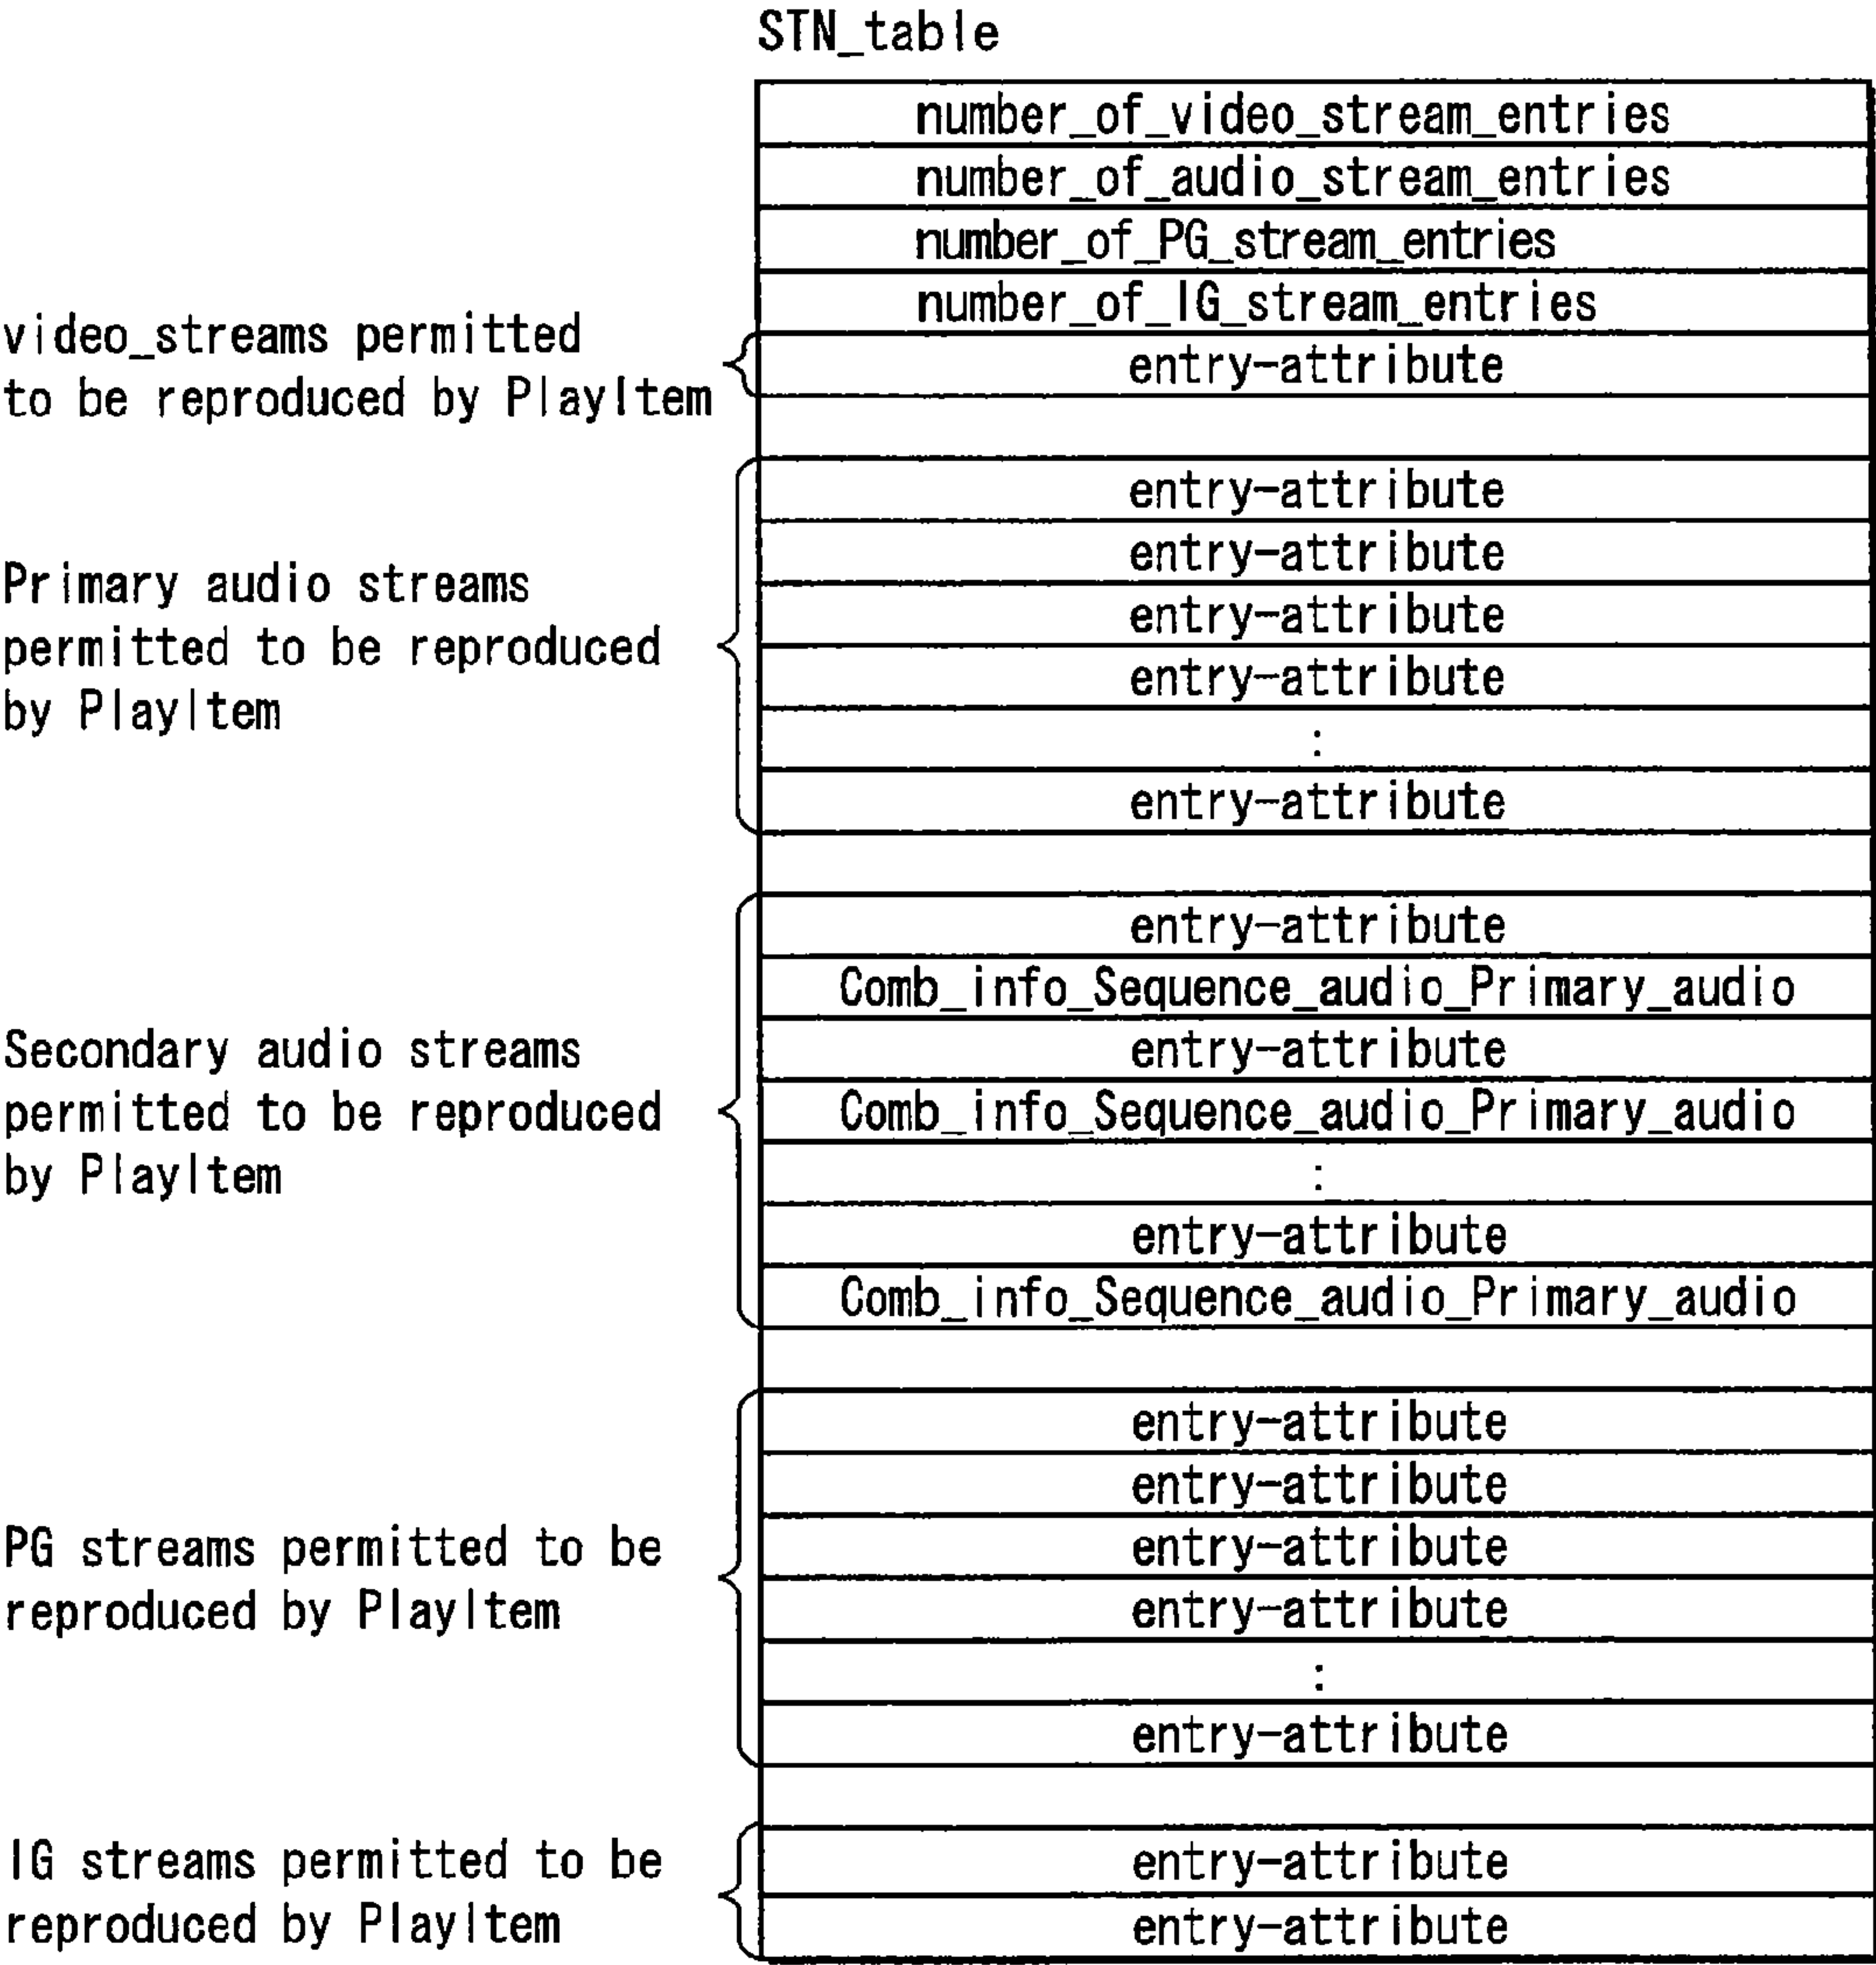 STN_table
number_of_video_stream_entries
number_of_audio_stream_entries
number_of_PG_stream_entries
number_of_IG_stream_entries
video_streams permitted
to be reproduced by PlayItem
entry-attribute
Primary audio streams
permitted to be reproduced
by PlayItem
entry-attribute
entry-attribute
entry-attribute
entry-attribute
:
entry-attribute
Secondary audio streams
permitted to be reproduced
by PlayItem
entry-attribute
Comb_info_Sequence_audio_Primary_audio
entry-attribute
Comb_info_Sequence_audio_Primary_audio
:
entry-attribute
Comb_info_Sequence_audio_Primary_audio
PG streams permitted to be
reproduced by PlayItem
entry-attribute
entry-attribute
entry-attribute
entry-attribute
:
entry-attribute
IG streams permitted to be
reproduced by PlayItem
entry-attribute
entry-attribute